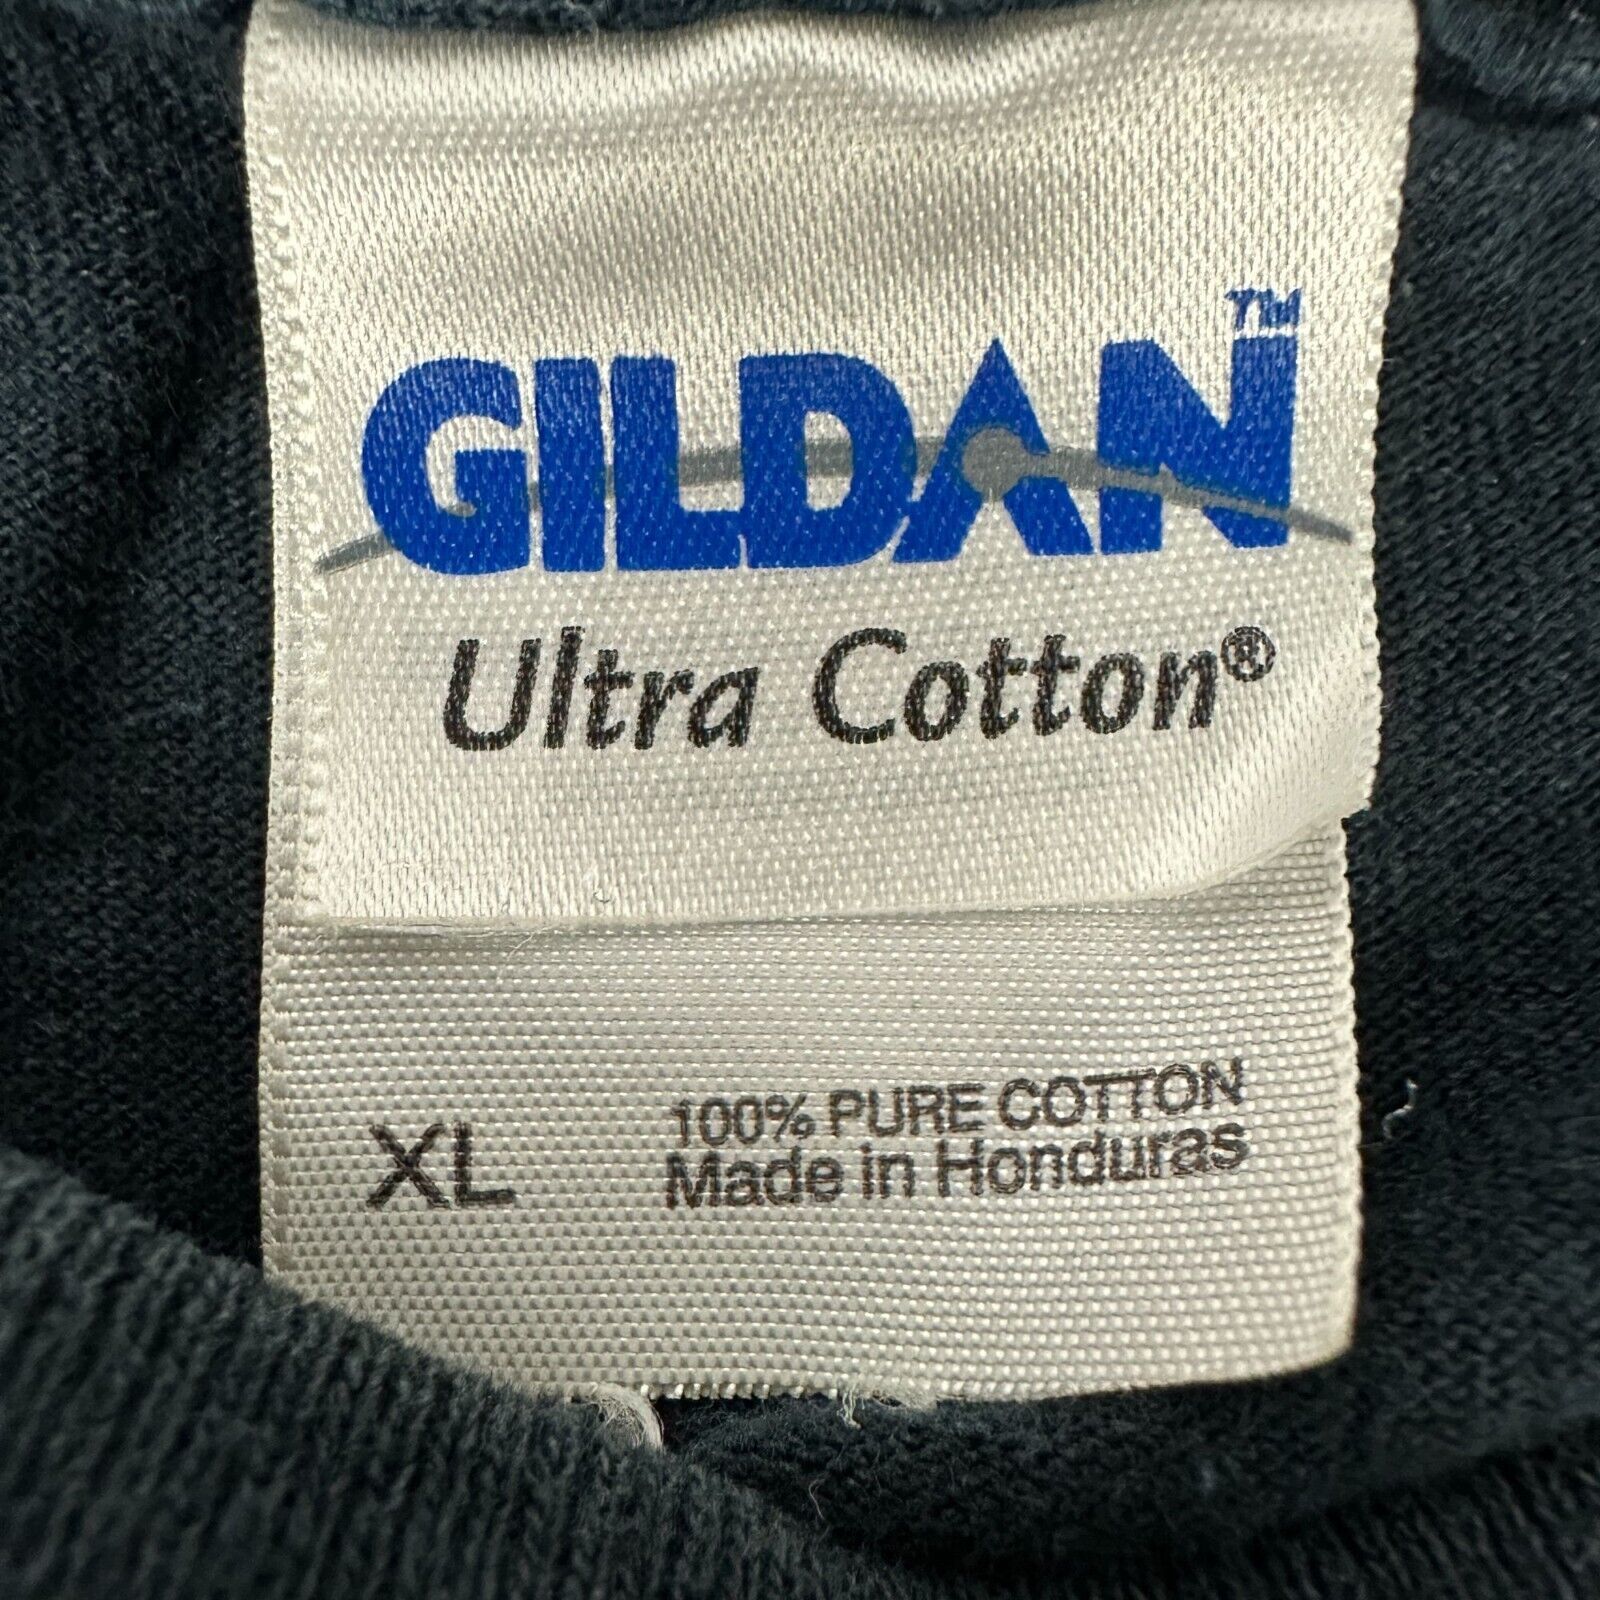 GILDAN™
Ultra Cotton®
XL
100% PURE COTTON
Made in Honduras